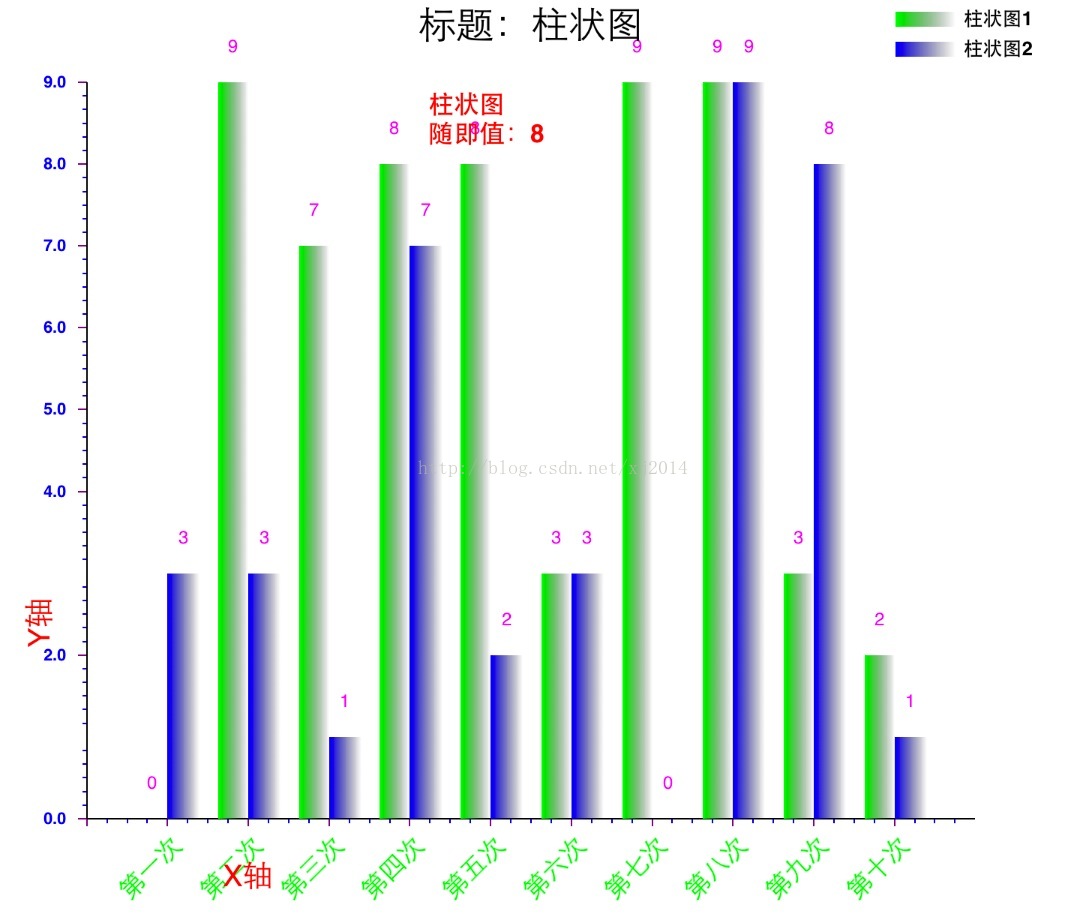 标题：柱状图
柱状图1
柱状图2
9 9 9 9
9.0
柱状图
随即值：8
8 8 8
8.0
7 7
7.0
6.0
5.0
http://blog.csdn.net/x 2014
4.0
3 3 3 3 3
Y轴
2 2
2.0
1 1
0 0
0.0
第一次 第二次 第三次 第四次 第五次 第六次 第七次 第八次 第九次 第十次
X轴